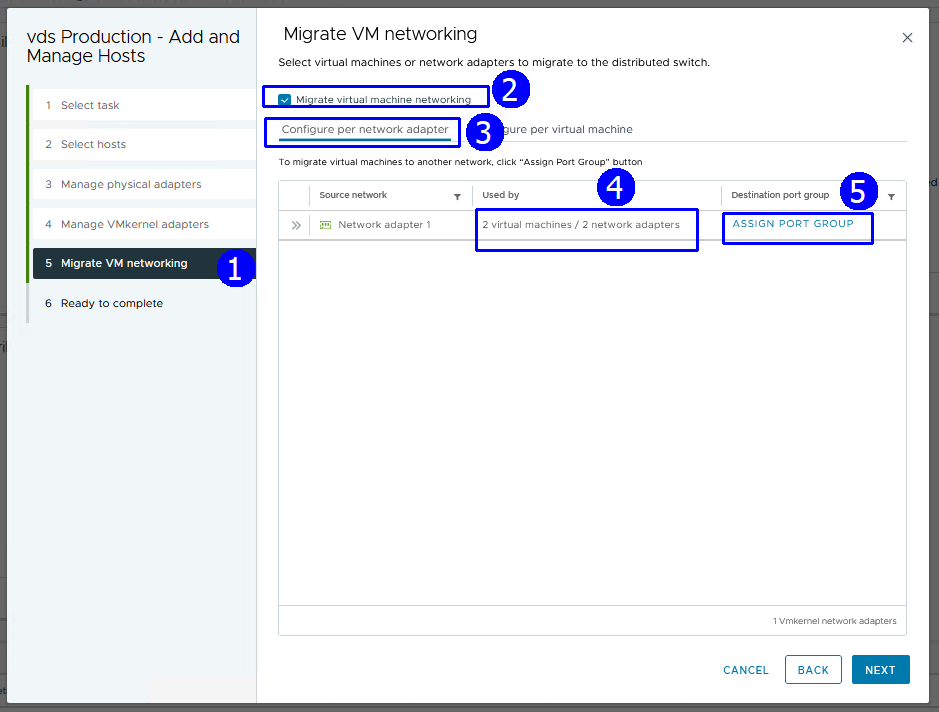 vds Production - Add and
Manage Hosts
1 Select task
2 Select hosts
3 Manage physical adapters
4 Manage VMkernel adapters
5 Migrate VM networking
1
6 Ready to complete
Migrate VM networking
Select virtual machines or network adapters to migrate to the distributed switch.
Migrate virtual machine networking
2
Configure per network adapter
3
gure per virtual machine
To migrate virtual machines to another network, click “Assign Port Group” button
Source network Used by Destination port group
4
5
Network adapter 1 2 virtual machines / 2 network adapters ASSIGN PORT GROUP
1 Vmkernel network adapters
CANCEL BACK NEXT